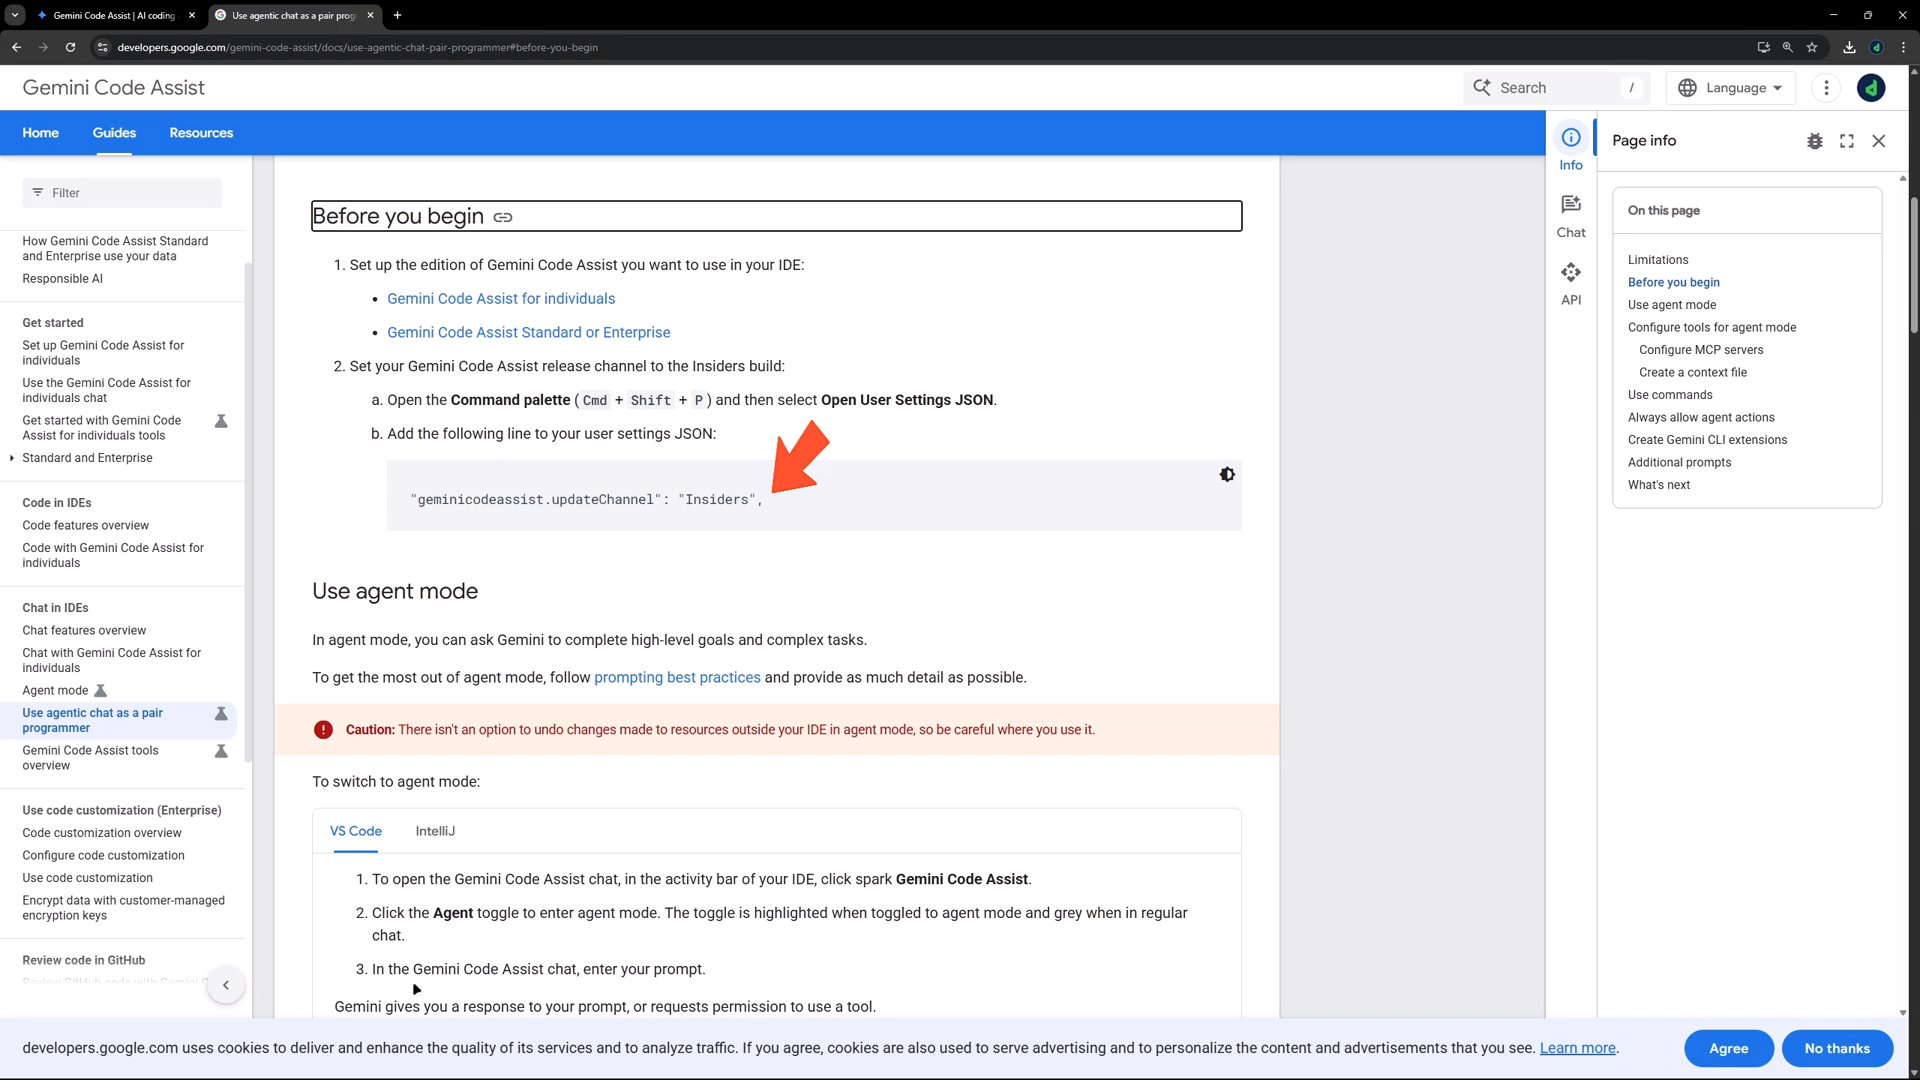 Gemini Code Assist | AI coding
Use agentic chat as a pair prog
developers.google.com/gemini-code-assist/docs/use-agentic-chat-pair-programmer#before-you-begin
Gemini Code Assist
Search
/
Language
Home
Guides
Resources
Filter
How Gemini Code Assist Standard
and Enterprise use your data
Responsible AI
Get started
Set up Gemini Code Assist for
individuals
Use the Gemini Code Assist for
individuals chat
Get started with Gemini Code
Assist for individuals tools
Standard and Enterprise
Code in IDEs
Code features overview
Code with Gemini Code Assist for
individuals
Chat in IDEs
Chat features overview
Chat with Gemini Code Assist for
individuals
Agent mode
Use agentic chat as a pair
programmer
Gemini Code Assist tools
overview
Use code customization (Enterprise)
Code customization overview
Configure code customization
Use code customization
Encrypt data with customer-managed
encryption keys
Review code in GitHub
Before you begin
1. Set up the edition of Gemini Code Assist you want to use in your IDE:
• Gemini Code Assist for individuals
• Gemini Code Assist Standard or Enterprise
2. Set your Gemini Code Assist release channel to the Insiders build:
a. Open the Command palette ( Cmd + Shift + P ) and then select Open User Settings JSON.
b. Add the following line to your user settings JSON:
"geminicodeassist.updateChannel": "Insiders",
Use agent mode
In agent mode, you can ask Gemini to complete high-level goals and complex tasks.
To get the most out of agent mode, follow prompting best practices and provide as much detail as possible.
Caution: There isn't an option to undo changes made to resources outside your IDE in agent mode, so be careful where you use it.
To switch to agent mode:
VS Code
IntelliJ
1. To open the Gemini Code Assist chat, in the activity bar of your IDE, click spark Gemini Code Assist.
2. Click the Agent toggle to enter agent mode. The toggle is highlighted when toggled to agent mode and grey when in regular
chat.
3. In the Gemini Code Assist chat, enter your prompt.
Gemini gives you a response to your prompt, or requests permission to use a tool.
Info
Chat
API
Page info
On this page
Limitations
Before you begin
Use agent mode
Configure tools for agent mode
Configure MCP servers
Create a context file
Use commands
Always allow agent actions
Create Gemini CLI extensions
Additional prompts
What's next
developers.google.com uses cookies to deliver and enhance the quality of its services and to analyze traffic. If you agree, cookies are also used to serve advertising and to personalize the content and advertisements that you see. Learn more.
Agree
No thanks